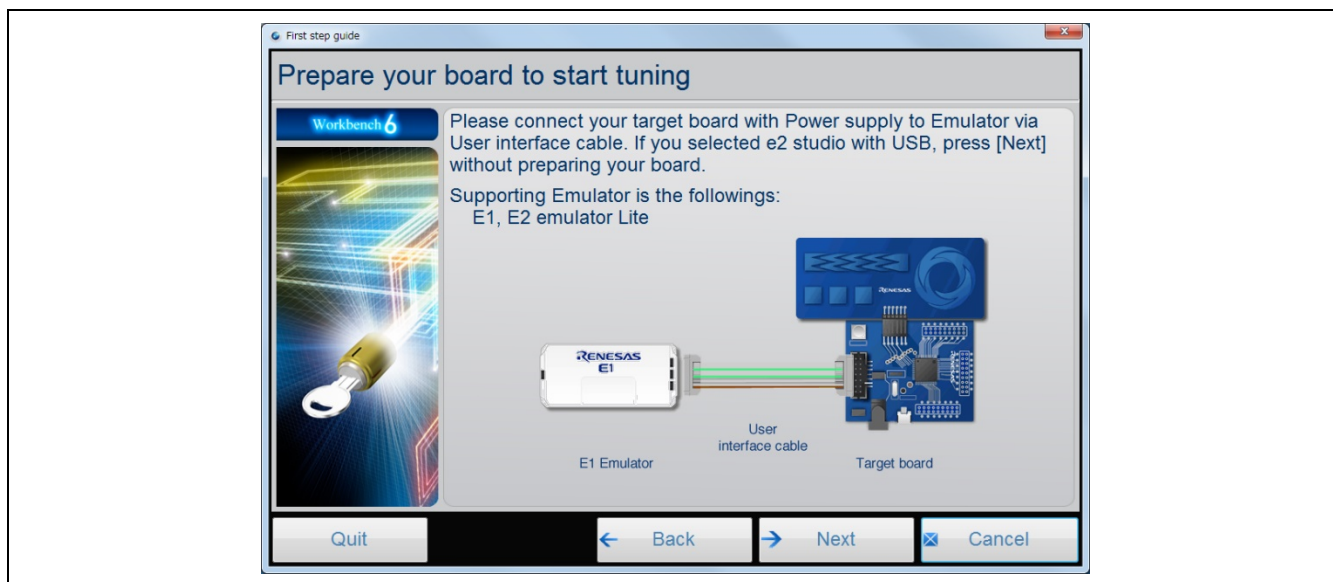 First step guide
Prepare your board to start tuning
Workbench 6
Please connect your target board with Power supply to Emulator via
User interface cable. If you selected e2 studio with USB, press [Next]
without preparing your board.
Supporting Emulator is the followings:
E1, E2 emulator Lite
RENESAS
RENESAS
E1
User
interface cable
E1 Emulator
Target board
Quit
Back
Next
Cancel